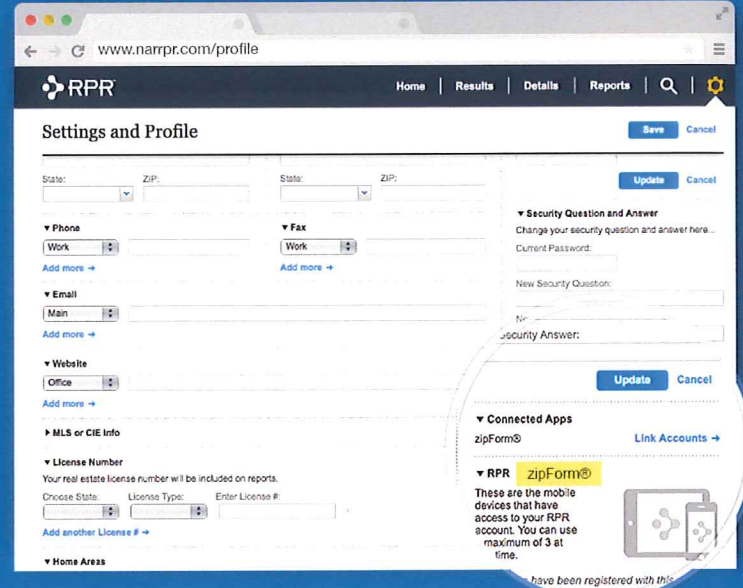 www.narrpr.com/profile
RPR
Home | Results | Details | Reports
Settings and Profile
Save Cancel
State: ZIP: State: ZIP:
Update Cancel
▾ Security Question and Answer
Change your security question and answer here...
Current Password:
New Security Question:
▾ Phone ▾ Fax
Work Work
Add more → Add more →
▾ Email
Main
Add more →
Security Answer:
▾ Website
Office
Add more →
Update Cancel
▸ MLS or CIE Info
▾ Connected Apps
zipForm® Link Accounts →
▾ License Number
Your real estate license number will be included on reports.
Choose State: License Type: Enter License #:
Add another License # →
▾ Home Areas
▾ RPR zipForm®
These are the mobile
devices that have
access to your RPR
account. You can use
maximum of 3 at
time.
have been registered with this